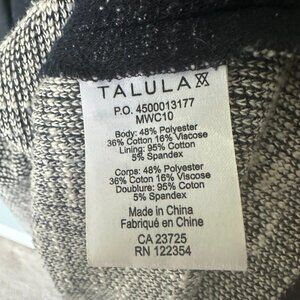 TALULA
P.O. 4500013177
MWC10
Body: 48% Polyester
36% Cotton 16% Viscose
Lining: 95% Cotton
5% Spandex
Corps: 48% Polyester
36% Coton 16% Viscose
Doublure: 95% Coton
5% Spandex
Made in China
Fabriqué en Chine
CA 23725
RN 122354